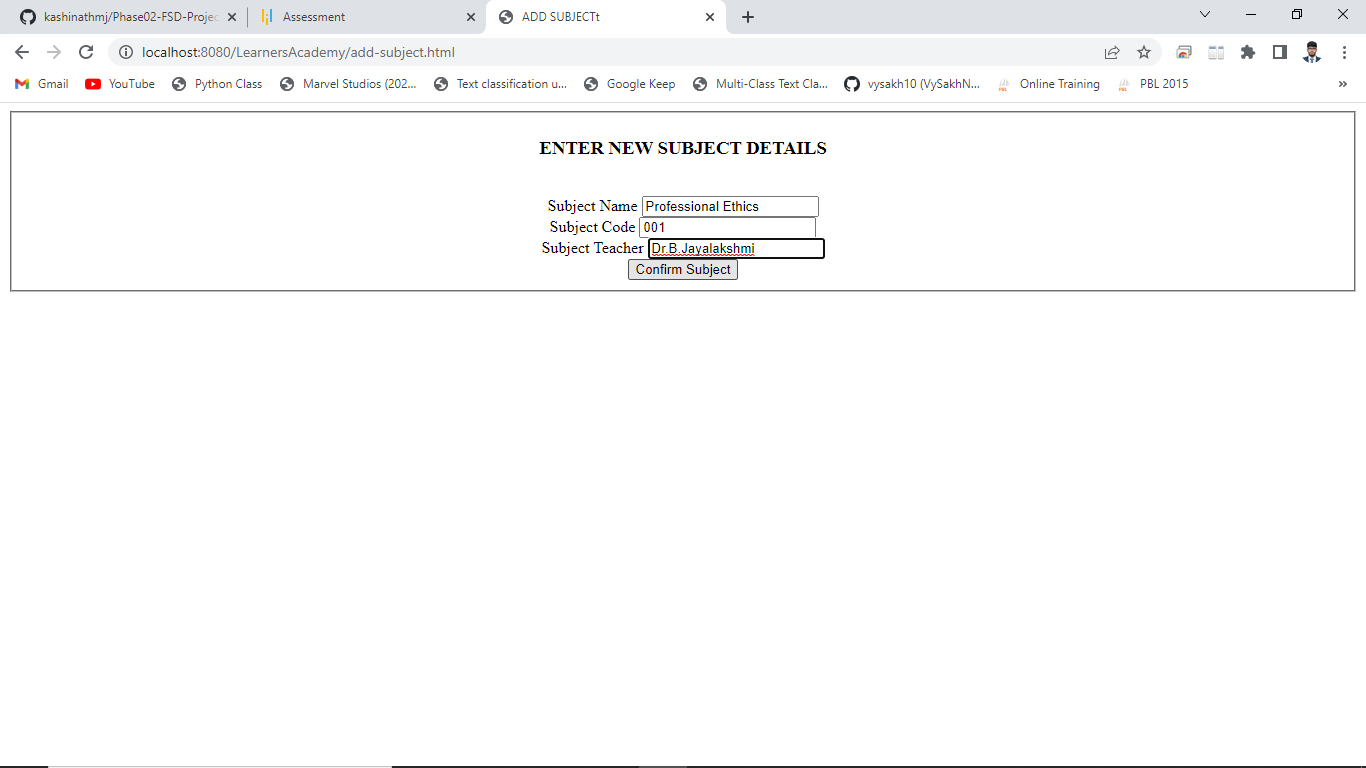 kashinathmj/Phase02-FSD-Projec
Assessment
ADD SUBJECTt
localhost:8080/LearnersAcademy/add-subject.html
Gmail YouTube Python Class Marvel Studios (202... Text classification u... Google Keep Multi-Class Text Cla... vysakh10 (VySakhN... Online Training PBL 2015 »
ENTER NEW SUBJECT DETAILS
Subject Name Professional Ethics
Subject Code 001
Subject Teacher Dr.B.Jayalakshmi
Confirm Subject